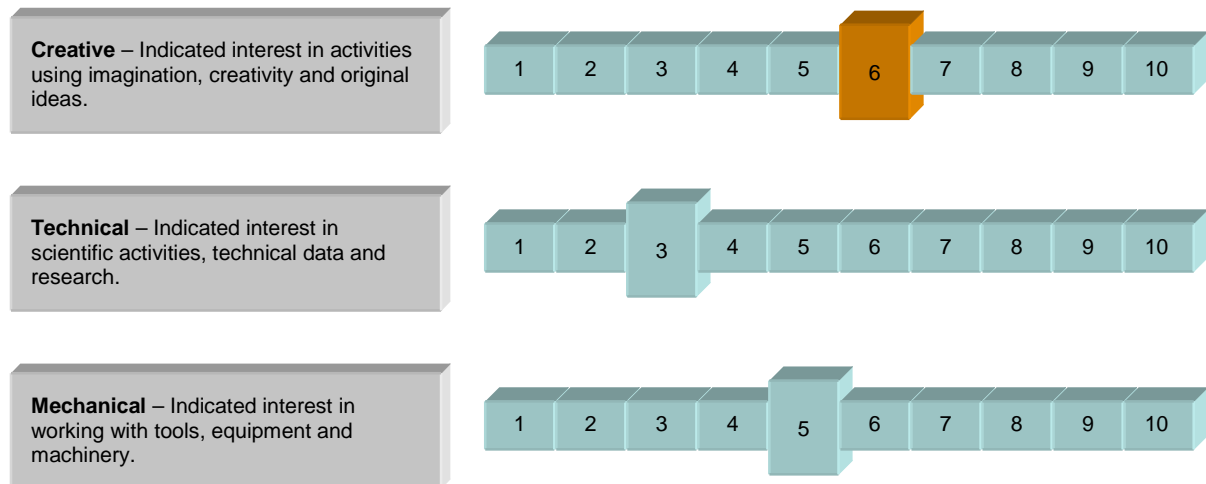 Creative – Indicated interest in activities
using imagination, creativity and original
ideas.
1 2 3 4 5 6 7 8 9 10
Technical – Indicated interest in
scientific activities, technical data and
research.
1 2 3 4 5 6 7 8 9 10
Mechanical – Indicated interest in
working with tools, equipment and
machinery.
1 2 3 4 5 6 7 8 9 10